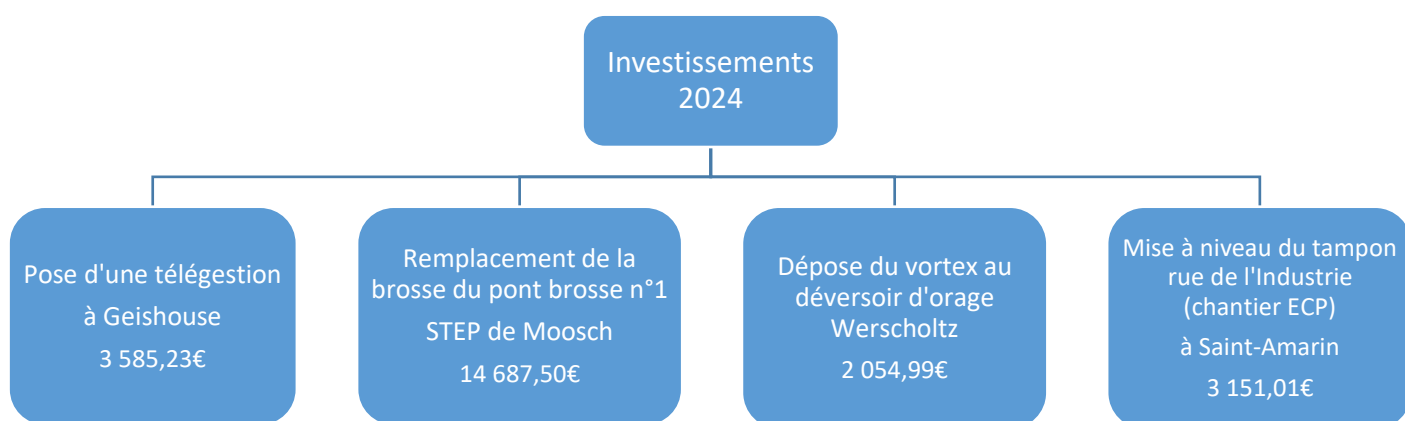 Investissements
2024
Pose d'une télégestion
à Geishouse
3 585,23€
Remplacement de la
brosse du pont brosse n°1
STEP de Moosch
14 687,50€
Dépose du vortex au
déversoir d'orage
Werscholtz
2 054,99€
Mise à niveau du tampon
rue de l'Industrie
(chantier ECP)
à Saint-Amarin
3 151,01€